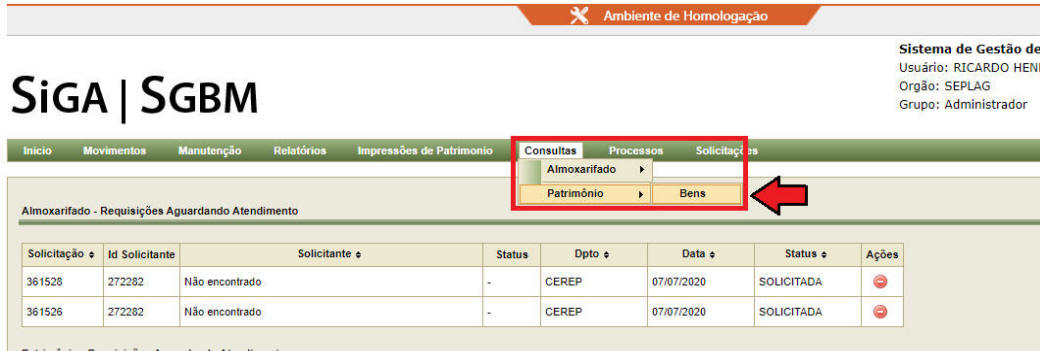 Ambiente de Homologação
Sistema de Gestão de
Usuário: RICARDO HEN
Orgão: SEPLAG
Grupo: Administrador
SiGA | SGBM
Inicio Movimentos Manutenção Relatórios Impressões de Patrimonio Consultas Processos Solicitações
Almoxarifado
Patrimônio Bens
Almoxarifado - Requisições Aguardando Atendimento
Solicitação Id Solicitante Solicitante Status Dpto Data Status Ações
361528 272282 Não encontrado - CEREP 07/07/2020 SOLICITADA
361526 272282 Não encontrado - CEREP 07/07/2020 SOLICITADA